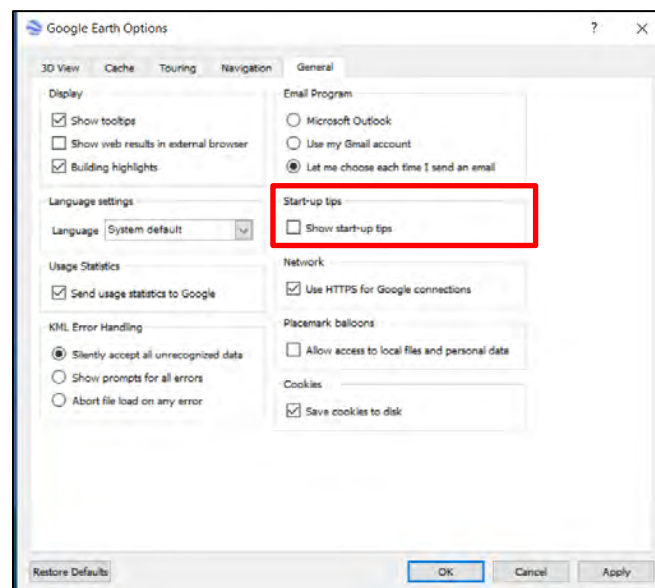 Google Earth Options
?
3D View
Cache
Touring
Navigation
General
Display
Show tooltips
Show web results in external browser
Building highlights
Language settings
Language System default
Usage Statistics
Send usage statistics to Google
KML Error Handling
Silently accept all unrecognized data
Show prompts for all errors
Abort file load on any error
Email Program
Microsoft Outlook
Use my Gmail account
Let me choose each time I send an email
Start-up tips
Show start-up tips
Network
Use HTTPS for Google connections
Placemark balloons
Allow access to local files and personal data
Cookies
Save cookies to disk
Restore Defaults
OK
Cancel
Apply